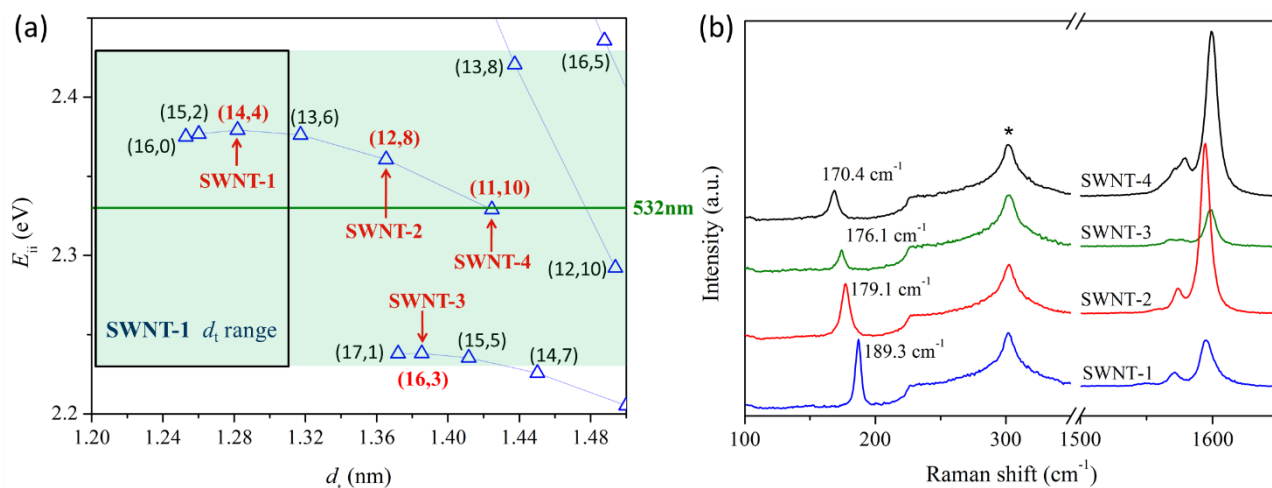 (a)
E_ii (eV)
2.4
2.3
2.2
(13,8)
(16,5)
(15,2)
(14,4)
(13,6)
(16,0)
(12,8)
SWNT-1
(11,10)
532nm
SWNT-2
SWNT-4
(12,10)
SWNT-3
SWNT-1 d_t range
(17,1)
(15,5)
(14,7)
(16,3)
1.20 1.24 1.28 1.32 1.36 1.40 1.44 1.48
(nm)
(b)
Intensity (a.u.)
*
170.4 cm⁻¹
SWNT-4
176.1 cm⁻¹
SWNT-3
179.1 cm⁻¹
SWNT-2
189.3 cm⁻¹
SWNT-1
100 200 300 1500 1600
Raman shift (cm⁻¹)